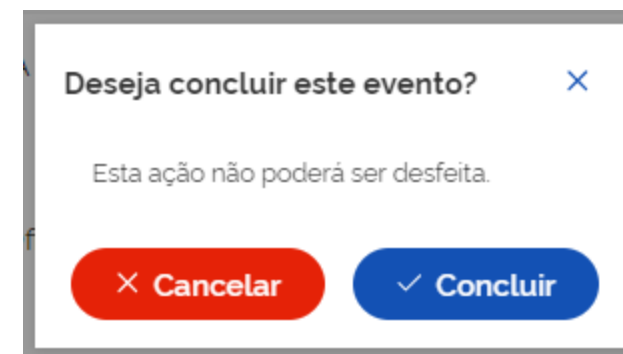 Deseja concluir este evento?
Esta ação não poderá ser desfeita.
Cancelar
Concluir